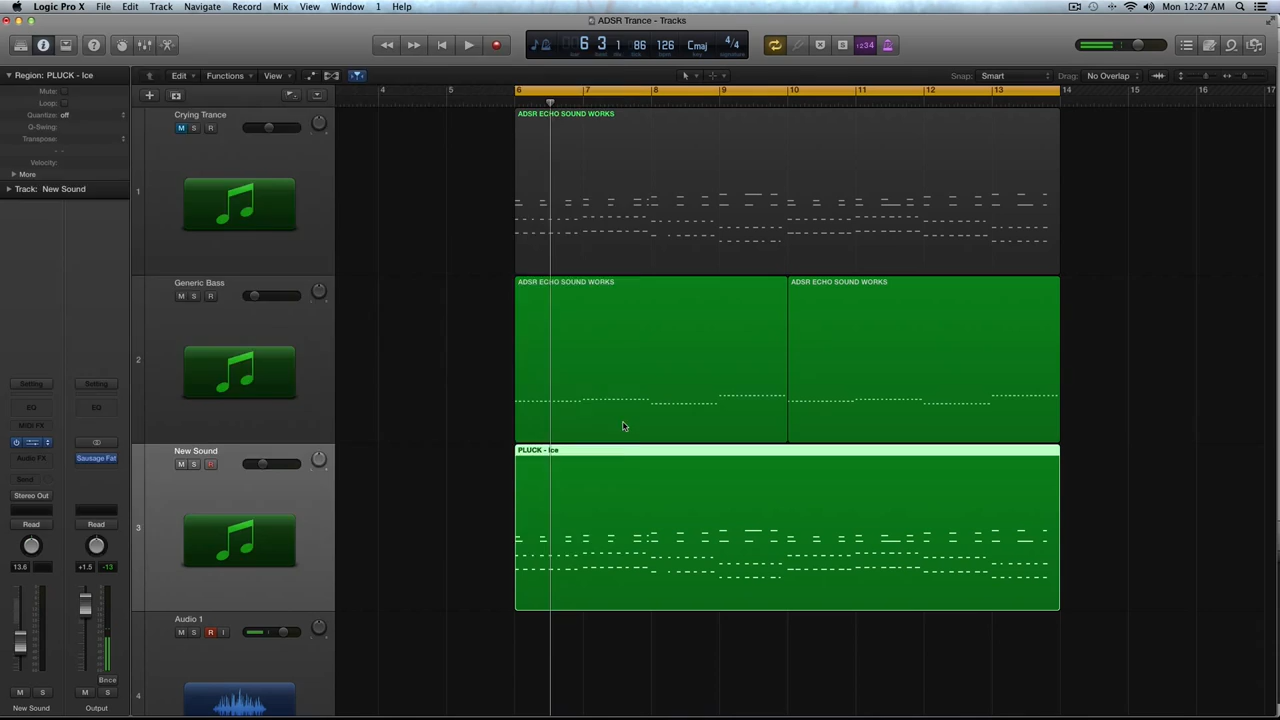 Logic Pro X File Edit Track Navigate Record Mix View Window 1 Help Mon 12:27 AM
ADSR Trance - Tracks
6 3 1 86 126 Cmaj 4/4
1234
Region: PLUCK - Ice
Edit Functions View Snap: Smart Drag: No Overlap
Mute:
Loop:
Quantize: off
Q-Swing:
Transpose:
Velocity:
More
Track: New Sound
4 5 6 7 8 9 10 11 12 13 14 15 16 17
Crying Trance
M S R
1
ADSR ECHO SOUND WORKS
Generic Bass
M S R
2
ADSR ECHO SOUND WORKS ADSR ECHO SOUND WORKS
New Sound
M S R
3
PLUCK - Ice
Audio 1
M S R I
4
Setting Setting
EQ EQ
MIDI FX
Audio FX Sausage Fat
Send
Stereo Out
Read Read
13.6 +1.5 -13
Bnce
M S M S
New Sound Output